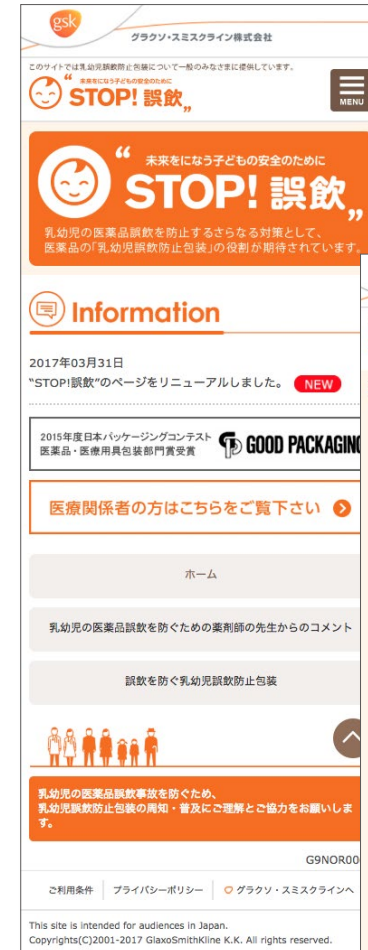 gsk
グラクソ・スミスクライン株式会社
このサイトでは乳幼児誤飲防止包装について一般のみなさまに提供しています。
“未来をになう子どもの安全のために
STOP! 誤飲„
MENU
“未来をになう子どもの安全のために
STOP! 誤飲„
乳幼児の医薬品誤飲を防止するさらなる対策として、
医薬品の「乳幼児誤飲防止包装」の役割が期待されています。
Information
2017年03月31日
“STOP!誤飲”のページをリニューアルしました。 NEW
2015年度日本パッケージングコンテスト
医薬品・医療用具包装部門賞受賞
GOOD PACKAGING
医療関係者の方はこちらをご覧下さい
ホーム
乳幼児の医薬品誤飲を防ぐための薬剤師の先生からのコメント
誤飲を防ぐ乳幼児誤飲防止包装
乳幼児の医薬品誤飲事故を防ぐため、
乳幼児誤飲防止包装の周知・普及にご理解とご協力をお願いしま
す。
G9NOR00
ご利用条件 プライバシーポリシー グラクソ・スミスクラインへ
This site is intended for audiences in Japan.
Copyrights(C)2001-2017 GlaxoSmithKline K.K. All rights reserved.